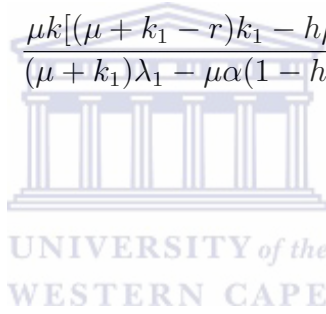 μk[(μ + k₁ − r)k₁ − h
(μ + k₁)λ₁ − μα(1 − h
UNIVERSITY of the
WESTERN CAPE